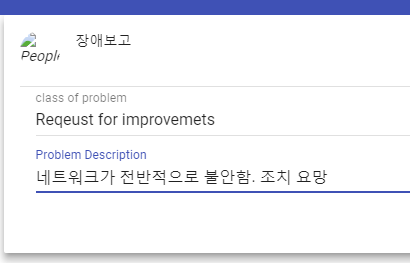 장애보고
People
class of problem
Reqeust for improvemets
Problem Description
네트워크가 전반적으로 불안함. 조치 요망